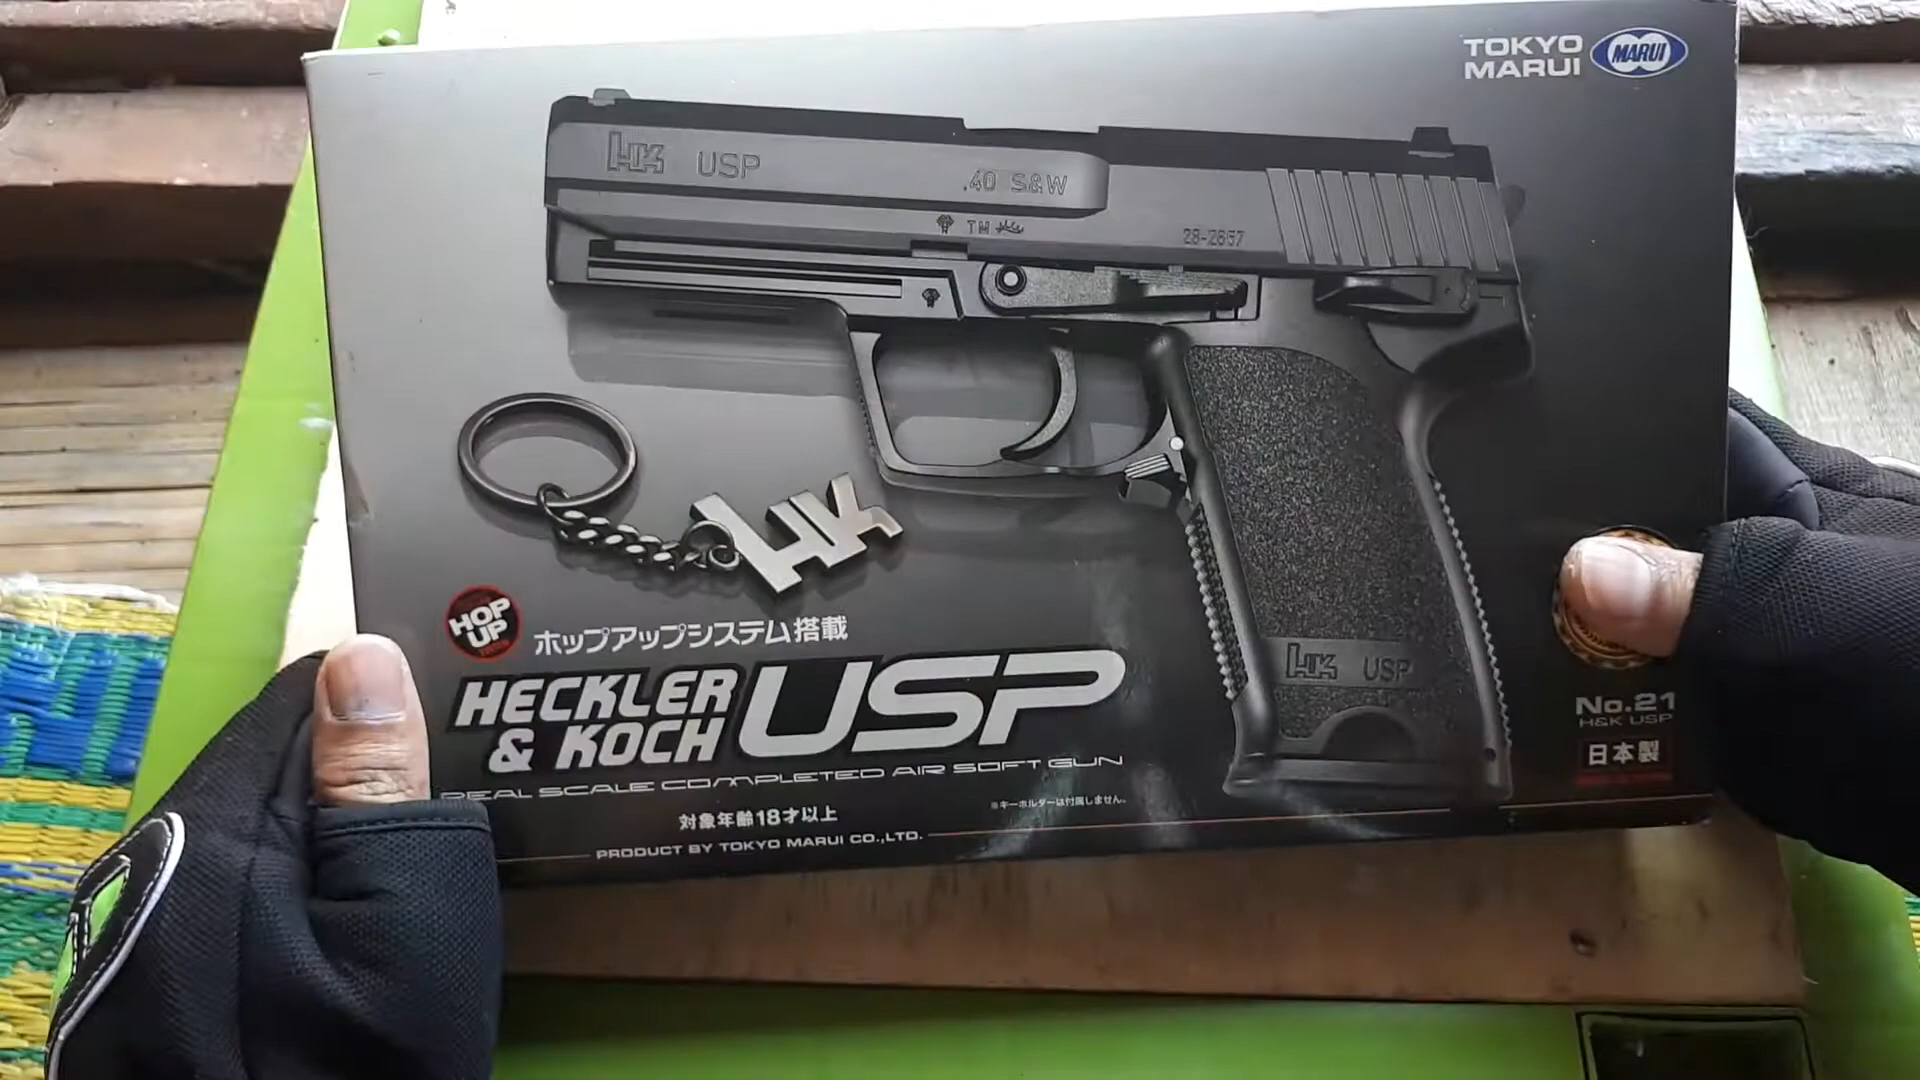 TOKYO
MARUI
MARUI
HK USP
.40 S&W
TM
28-2667
HK
HOP
UP
ホップアップシステム搭載
HECKLER
& KOCH
USP
REAL SCALE COMPLETED AIR SOFT GUN
HK USP
No.21
H&K USP
日本製
対象年齢18才以上
※キーホルダーは付属しません。
PRODUCT BY TOKYO MARUI CO.,LTD.